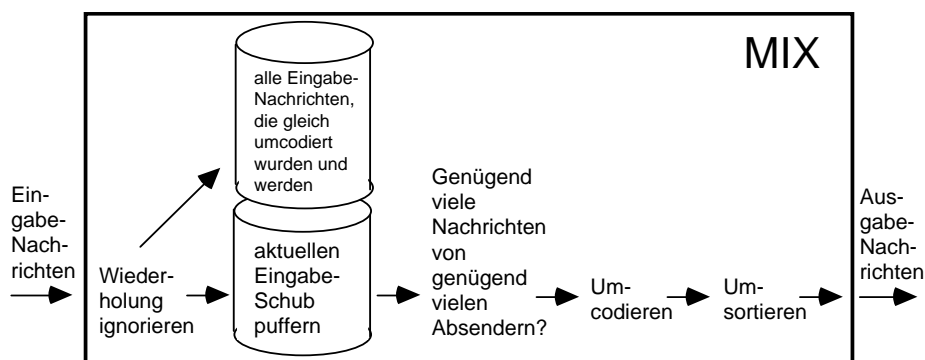 MIX
alle Eingabe-
Nachrichten,
die gleich
umcodiert
wurden und
werden
Ein-
gabe-
Nach-
richten
Wieder-
holung
ignorieren
aktuellen
Eingabe-
Schub
puffern
Genügend
viele
Nachrichten
von
genügend
vielen
Absendern?
Um-
codieren
Um-
sortieren
Aus-
gabe-
Nach-
richten